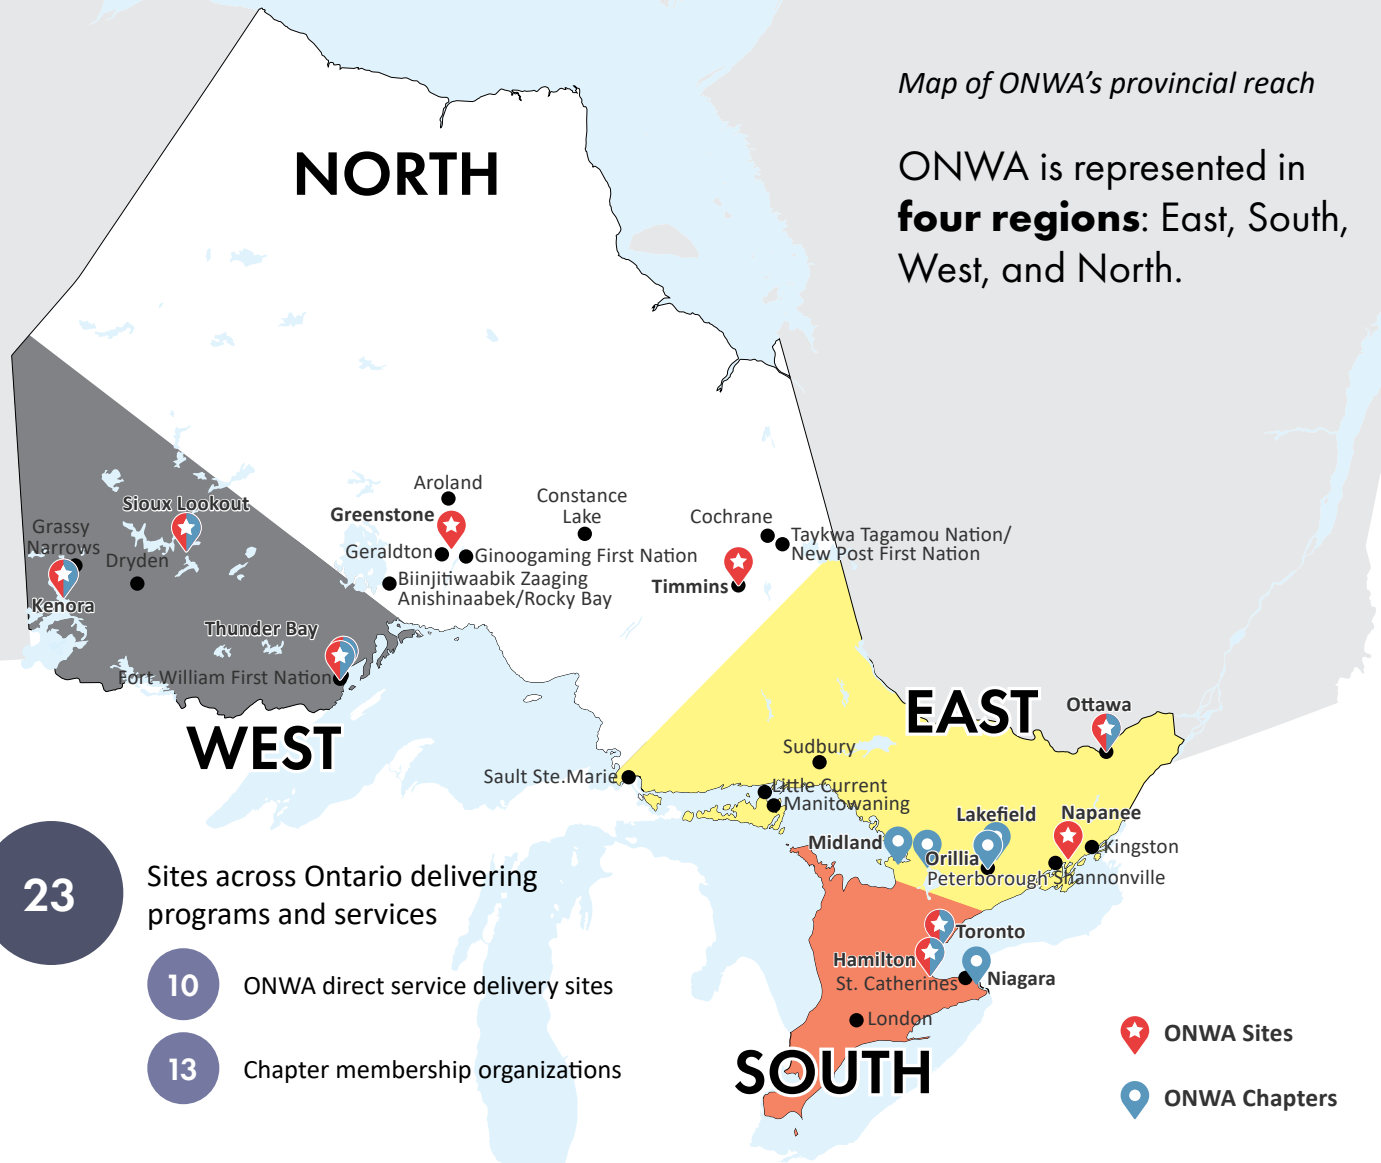 Map of ONWA's provincial reach
ONWA is represented in
four regions: East, South,
West, and North.
NORTH
Aroland
Constance
Lake
Greenstone
Cochrane
Taykwa Tagamou Nation/
New Post First Nation
Geraldton
Ginoogaming First Nation
Biinjitiwaabik Zaaging
Anishinaabek/Rocky Bay
Timmins
Sioux Lookout
Grassy
Narrows
Dryden
Kenora
Thunder Bay
Fort William First Nation
WEST
EAST
Ottawa
Sudbury
Sault Ste.Marie
Little Current
Manitowaning
Lakefield
Napanee
Midland
Orillia
Kingston
Peterborough
Shannonville
Toronto
Hamilton
St. Catherines
Niagara
London
SOUTH
23
Sites across Ontario delivering
programs and services
10
ONWA direct service delivery sites
13
Chapter membership organizations
ONWA Sites
ONWA Chapters